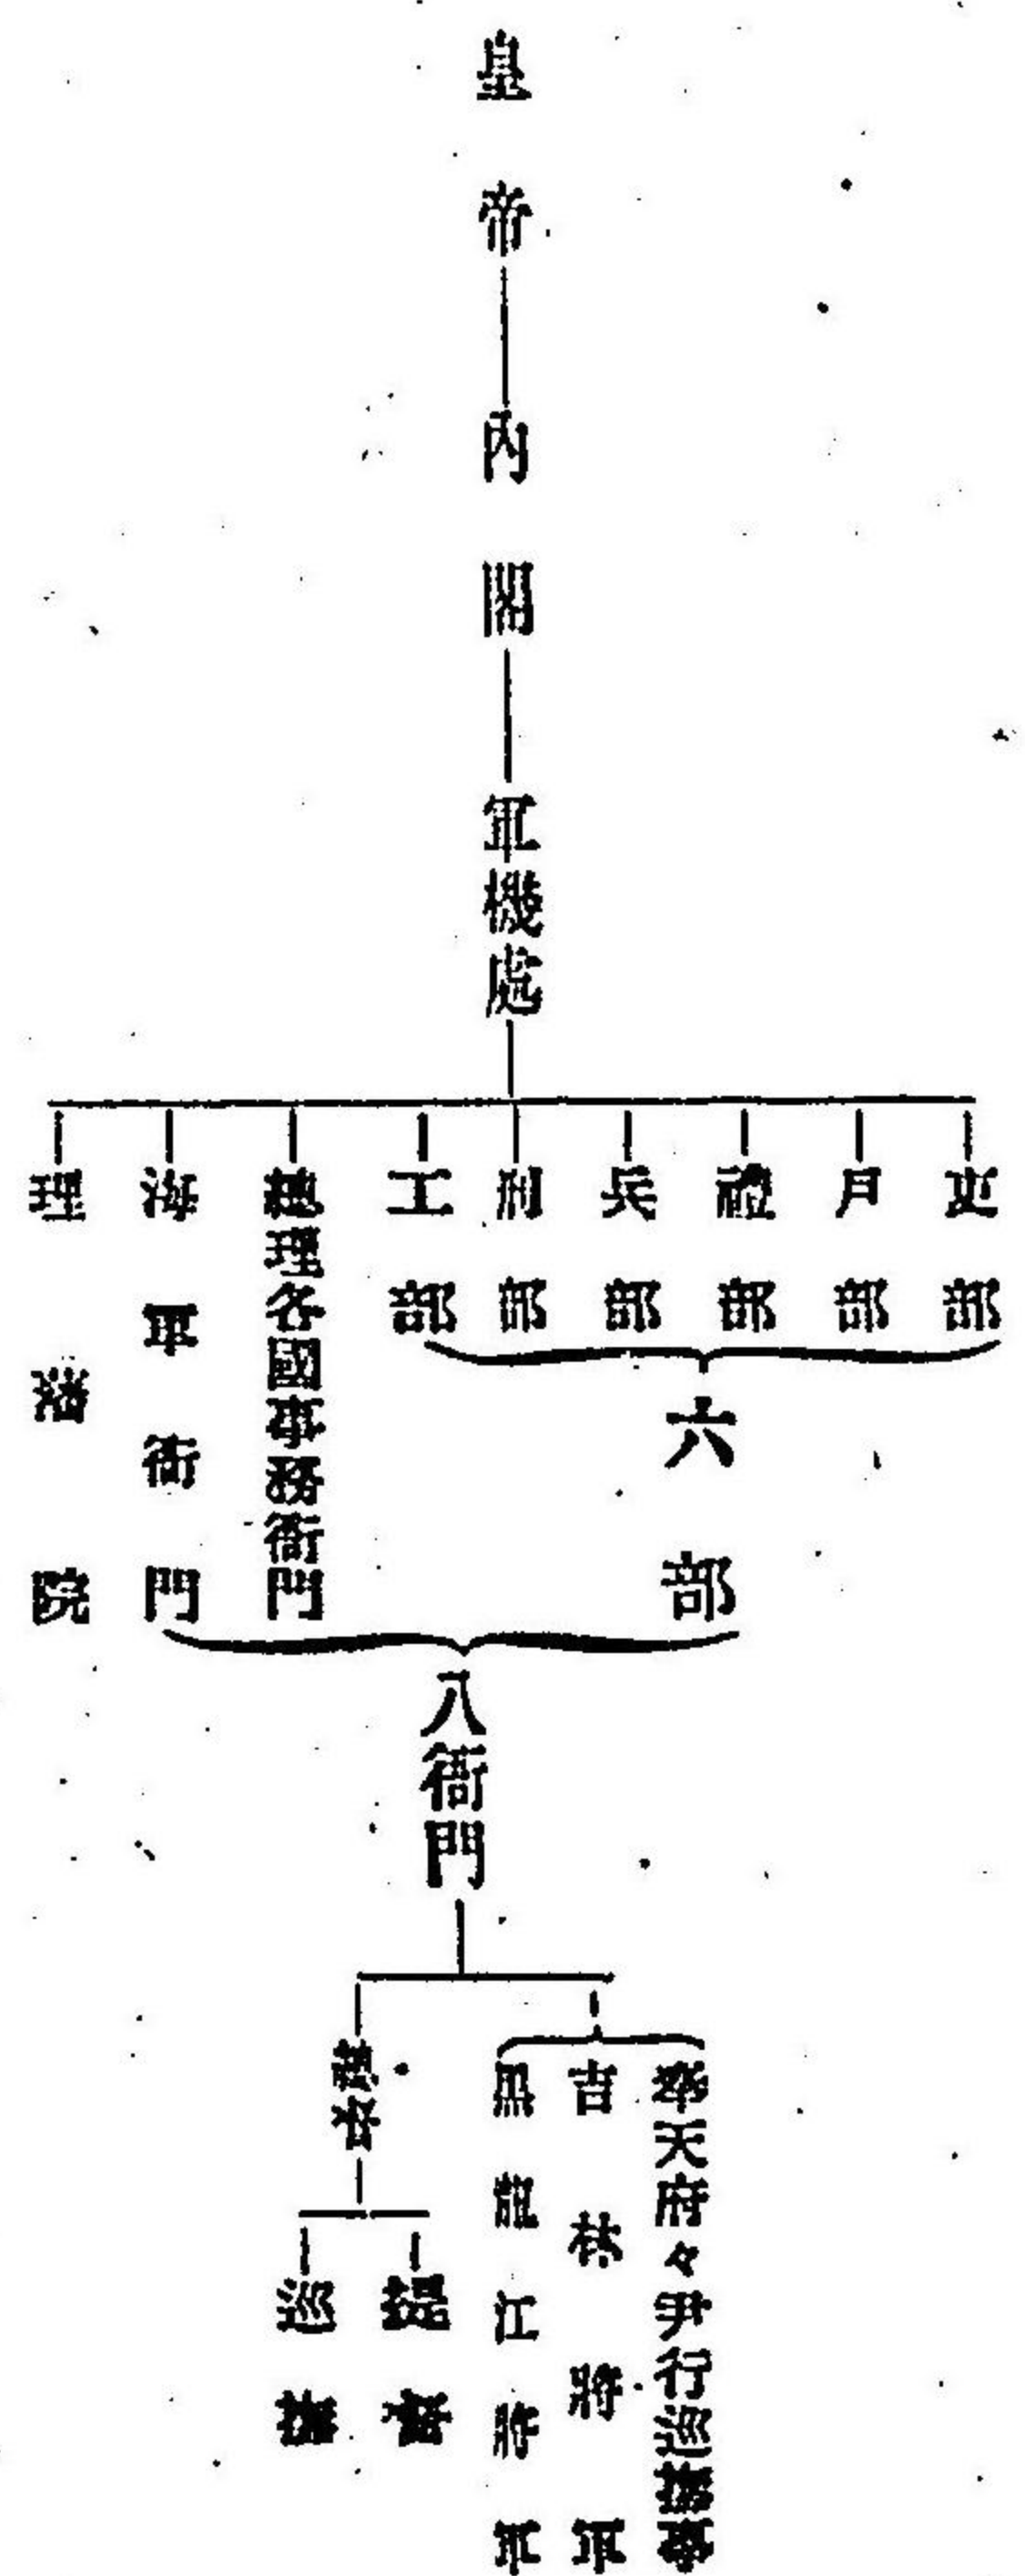 皇帝
內閣
軍機處
吏部
戶部
禮部
兵部
刑部
工部
總理各國事務衙門
海軍衙門
理藩院
六部
八衙門
奉天府々尹行巡撫事
吉林將軍
黑龍江將軍
總督
提督
巡撫